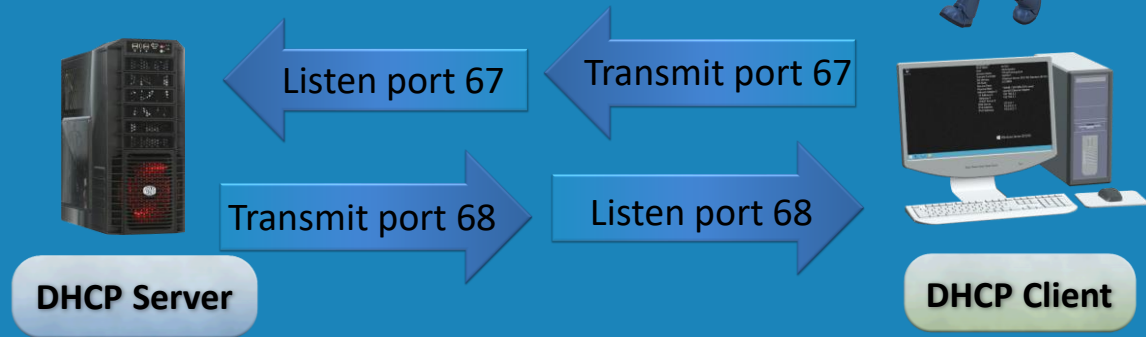 Listen port 67
Transmit port 67
Transmit port 68
Listen port 68
DHCP Server
DHCP Client